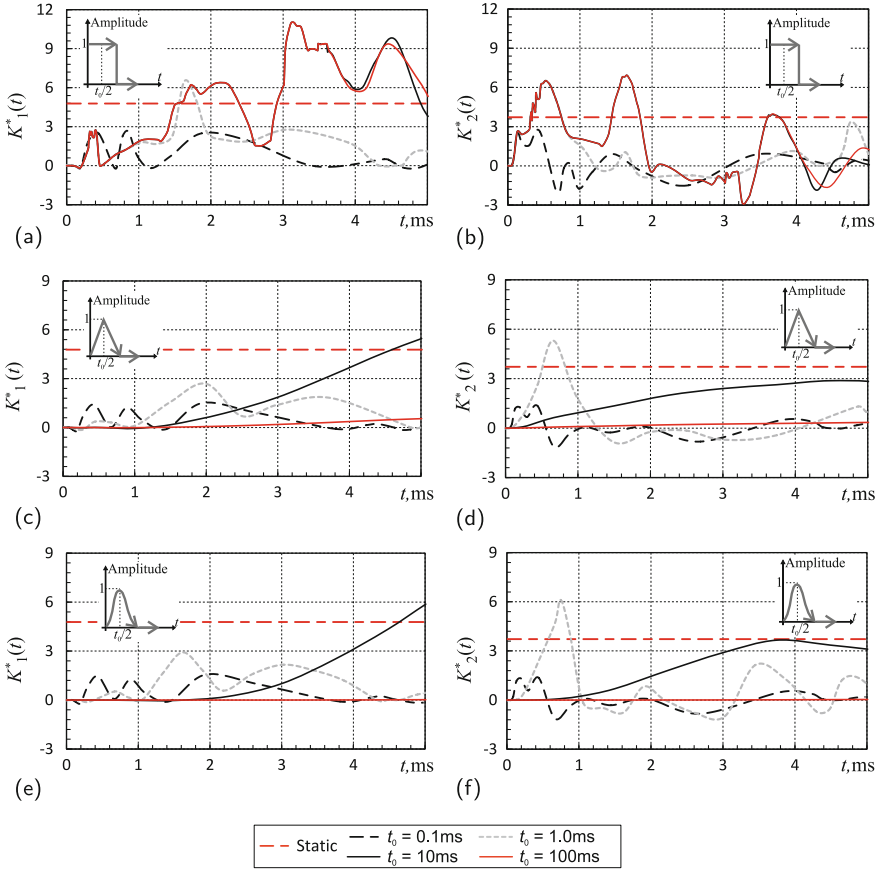 12
Amplitude
9
1
t
t₀/2
6
3
0
-3
K*₁(t)
0 1 2 3 4 t,ms
(a)
12
Amplitude
9
1
t
t₀/2
6
3
0
-3
K*₂(t)
0 1 2 3 4 t,ms
(b)
9
Amplitude
1
t
t₀/2
6
3
0
-3
K*₁(t)
0 1 2 3 4 t,ms
(c)
9
Amplitude
1
t
t₀/2
6
3
0
-3
K*₂(t)
0 1 2 3 4 t,ms
(d)
9
Amplitude
1
t
t₀/2
6
3
0
-3
K*₁(t)
0 1 2 3 4 t,ms
(e)
9
Amplitude
1
t
t₀/2
6
3
0
-3
K*₂(t)
0 1 2 3 4 t,ms
(f)
Static t₀ = 0.1ms t₀ = 1.0ms
t₀ = 10ms t₀ = 100ms